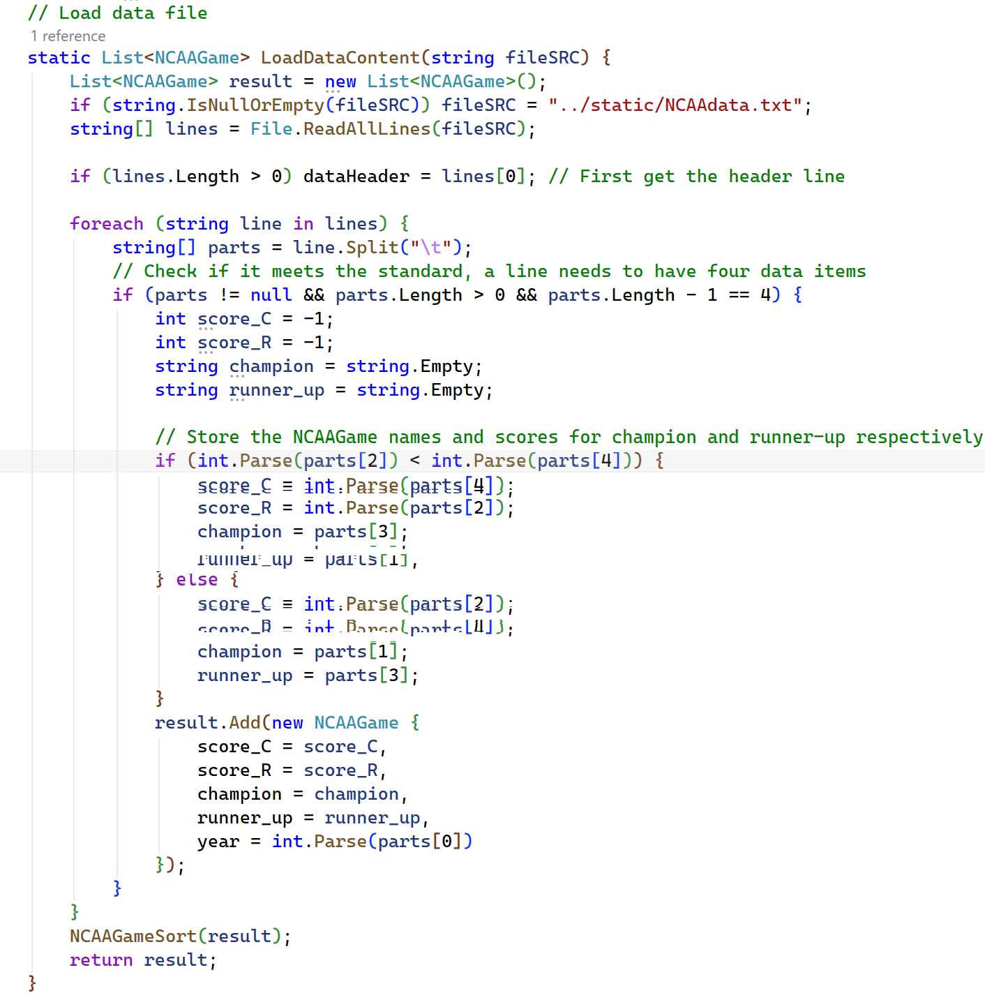 // Load data file
1 reference
static List<NCAAGame> LoadDataContent(string fileSRC) {
List<NCAAGame> result = new List<NCAAGame>();
if (string.IsNullOrEmpty(fileSRC)) fileSRC = "../static/NCAAdata.txt";
string[] lines = File.ReadAllLines(fileSRC);
if (lines.Length > 0) dataHeader = lines[0]; // First get the header line
foreach (string line in lines) {
string[] parts = line.Split("\t");
// Check if it meets the standard, a line needs to have four data items
if (parts != null && parts.Length > 0 && parts.Length - 1 == 4) {
int score_C = -1;
int score_R = -1;
string champion = string.Empty;
string runner_up = string.Empty;
// Store the NCAAGame names and scores for champion and runner-up respectively
if (int.Parse(parts[2]) < int.Parse(parts[4])) {
score_C = int.Parse(parts[4]);
score_R = int.Parse(parts[2]);
champion = parts[3];
runner_up = parts[1];
} else {
score_C = int.Parse(parts[2]);
score_R = int.Parse(parts[4]);
champion = parts[1];
runner_up = parts[3];
}
result.Add(new NCAAGame {
score_C = score_C,
score_R = score_R,
champion = champion,
runner_up = runner_up,
year = int.Parse(parts[0])
});
}
}
NCAAGameSort(result);
return result;
}